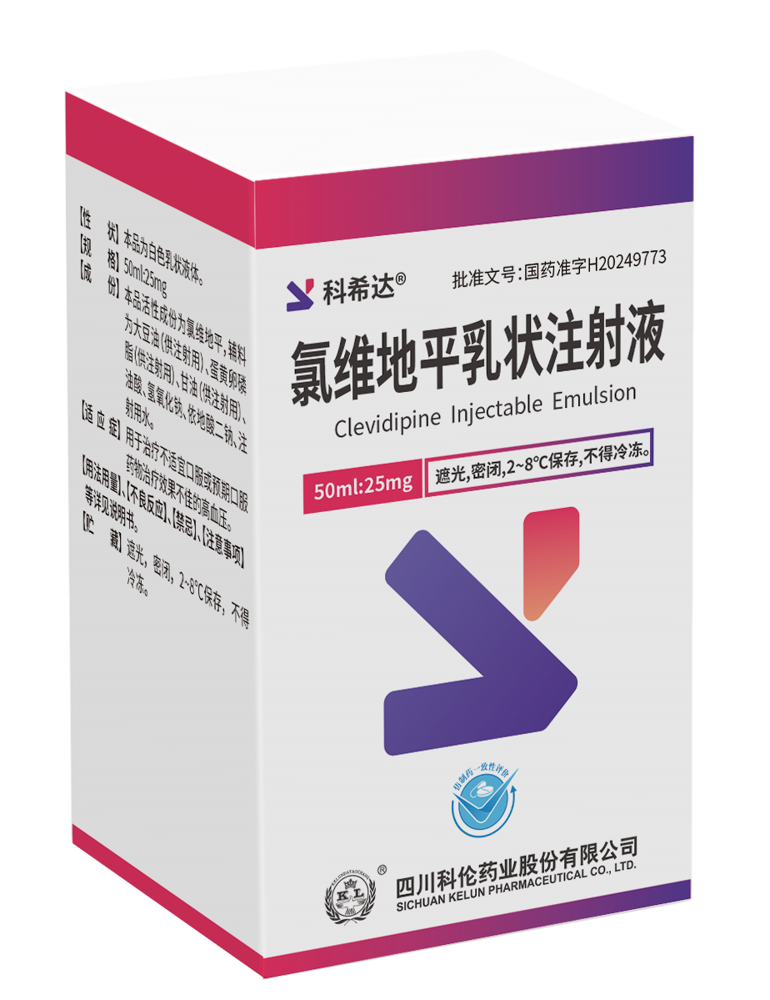 【性状】本品为白色乳状液体。
【规格】50ml:25mg
【成份】本品活性成份为氯维地平，辅料
为大豆油（供注射用）、蛋黄卵磷
脂（供注射用）、甘油（供注射用）、
油酸、氢氧化钠、依地酸二钠、注
射用水。
【适应症】用于治疗不适宜口服或预期口服
药物治疗效果不佳的高血压。
【用法用量】、【不良反应】、【禁忌】、【注意事项】
等详见说明书。
【贮藏】遮光，密闭，2~8℃保存，不得
冷冻。
科希达®
批准文号：国药准字H20249773
氯维地平乳状注射液
Clevidipine Injectable Emulsion
50ml:25mg
遮光，密闭，2~8℃保存，不得冷冻。
仿制药一致性评价
KL
®
四川科伦药业股份有限公司
SICHUAN KELUN PHARMACEUTICAL CO., LTD.